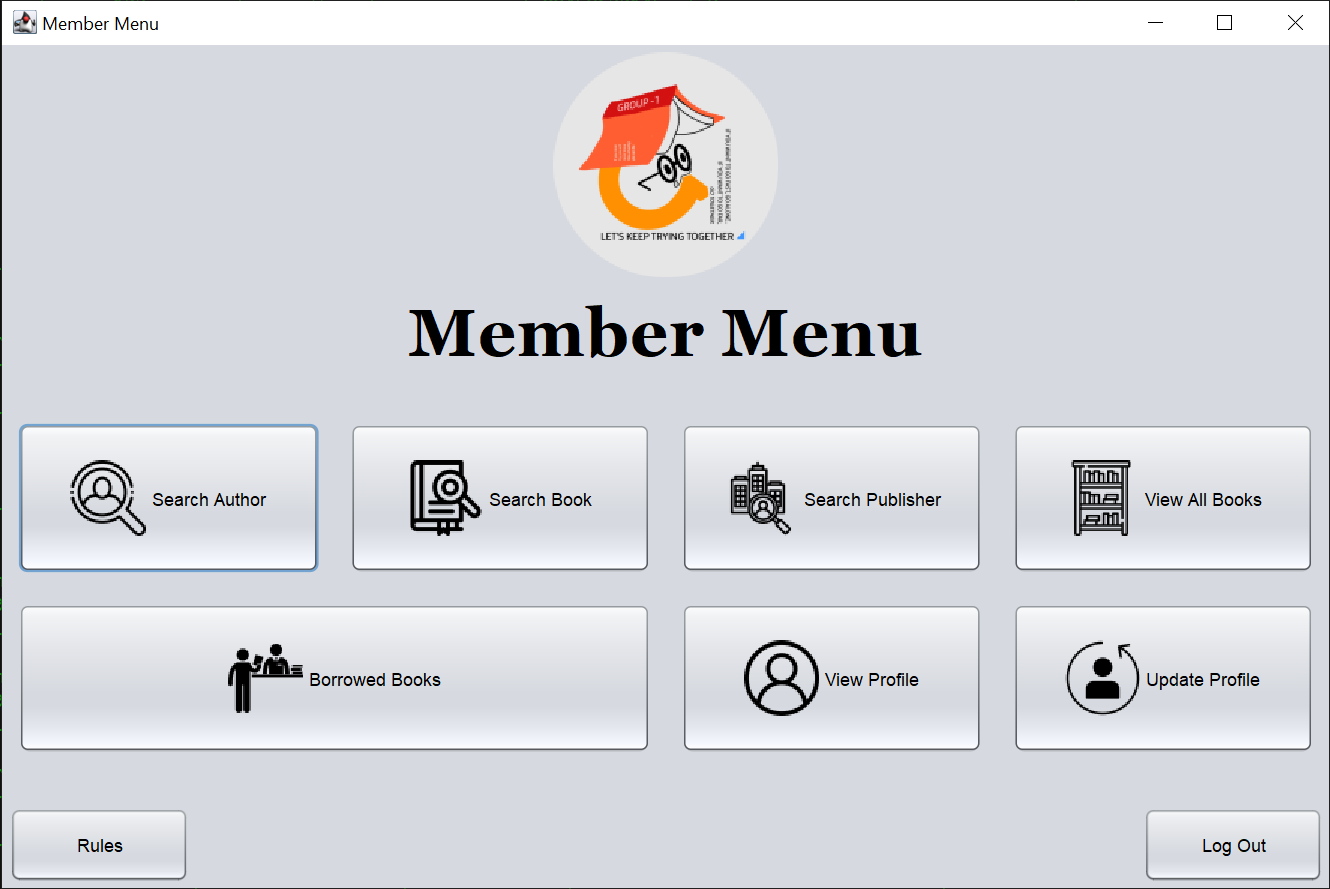 Member Menu
GROUP - 1
LET'S KEEP TRYING TOGETHER
Member Menu
Search Author
Search Book
Search Publisher
View All Books
Borrowed Books
View Profile
Update Profile
Rules
Log Out